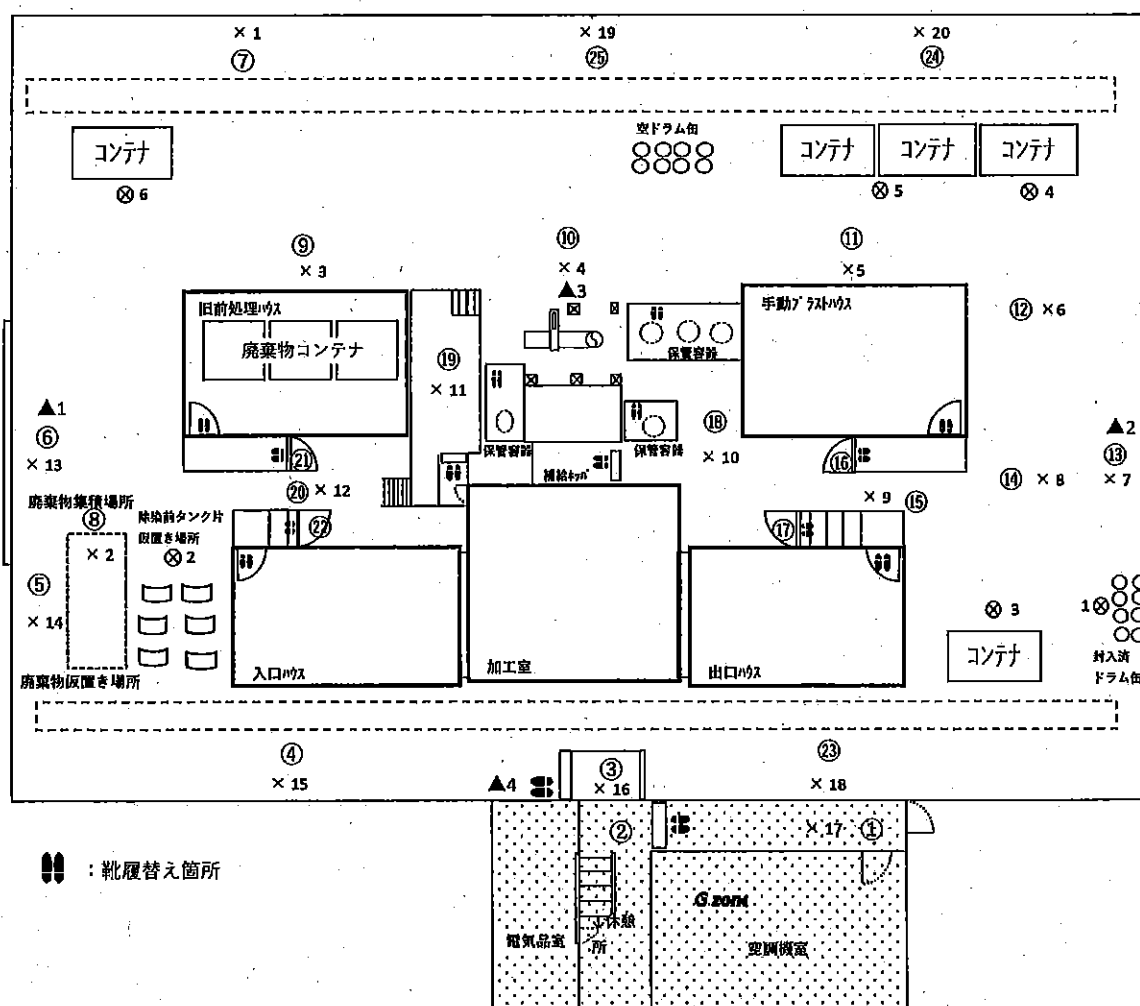 × 1
× 19
× 20
⑦
㉕
㉔
空ドラム缶
コンテナ
コンテナ
コンテナ
コンテナ
⊗ 6
⊗ 5
⊗ 4
⑨
⑩
⑪
× 3
× 4
× 5
▲3
旧前処理ハウス
手動ブラストハウス
⑫ × 6
廃棄物コンテナ
保管容器
⑲
× 11
▲1
▲2
⑥
⑱
⑬
× 13
㉑
保管容器
保管容器
× 10
⑯
⑭ × 8
× 7
補給ホッパ
⑳ × 12
× 9
⑮
廃棄物集積場所
⑧
除染前タンク片
仮置き場所
㉒
⑰
× 2
⊗ 2
⑤
× 14
⊗ 3
1 ⊗
コンテナ
封入済
ドラム缶
廃棄物仮置き場所
入口ハウス
加工室
出口ハウス
④
③
㉓
× 15
▲4
× 16
× 18
②
× 17
①
：靴履替え箇所
G zone
電気品室
休憩
所
空調機室